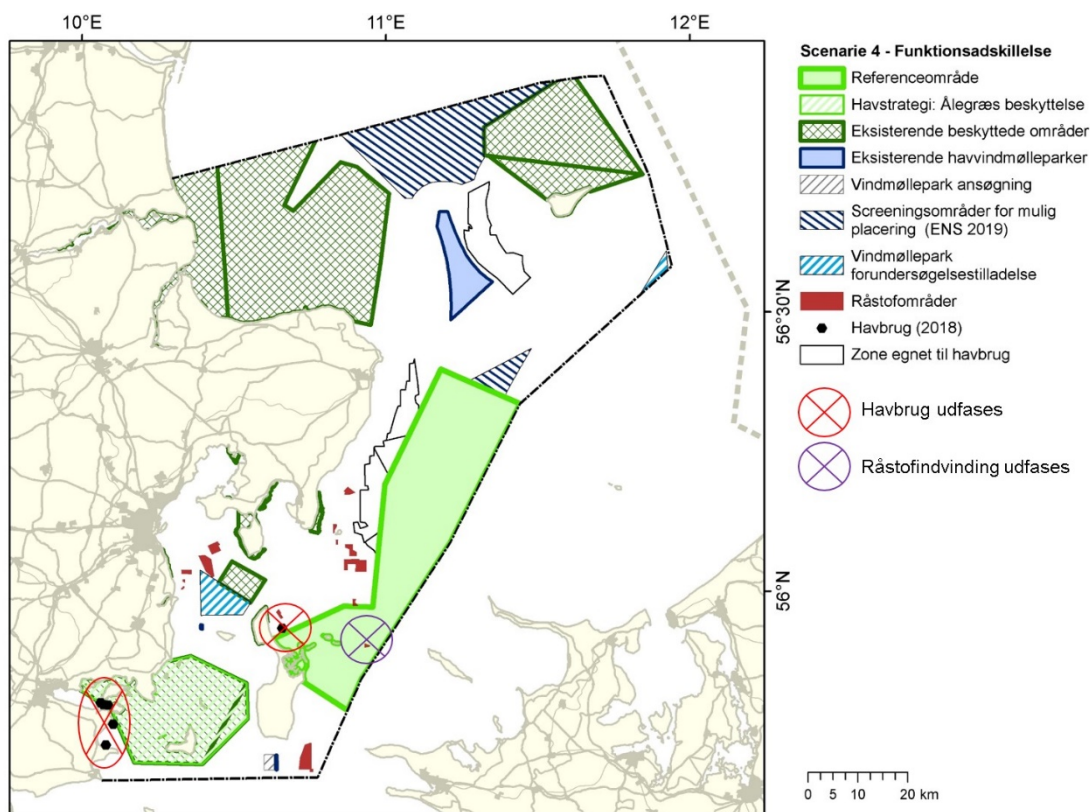 10°E
11°E
12°E
56°30'N
56°N
Scenarie 4 - Funktionsadskillelse
Referenceområde
Havstrategi: Ålegræs beskyttelse
Eksisterende beskyttede områder
Eksisterende havvindmølleparker
Vindmøllepark ansøgning
Screeningsområder for mulig
placering (ENS 2019)
Vindmøllepark
forundersøgelsestilladelse
Råstofområder
Havbrug (2018)
Zone egnet til havbrug
Havbrug udfases
Råstofindvinding udfases
0 5 10 20 km